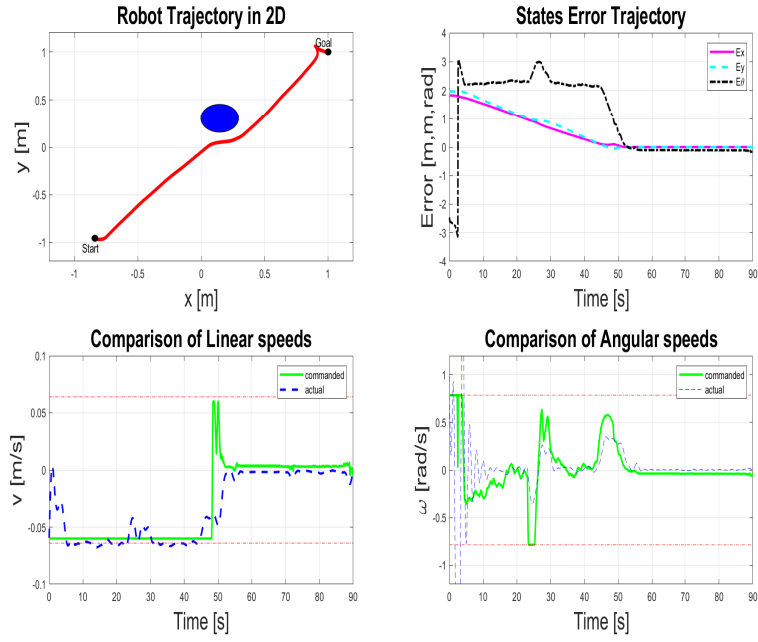 Robot Trajectory in 2D
Goal
Start
1
0.5
0
-0.5
-1
-1
-0.5
0
0.5
1
y [m]
x [m]
States Error Trajectory
Ex
Ey
Eθ
4
3
2
1
0
-1
-2
-3
-4
0
10
20
30
40
50
60
70
80
90
Error [m,m,rad]
Time [s]
Comparison of Linear speeds
commanded
actual
0.1
0.05
0
-0.05
-0.1
0
10
20
30
40
50
60
70
80
90
v [m/s]
Time [s]
Comparison of Angular speeds
commanded
actual
1
0.5
0
-0.5
-1
0
10
20
30
40
50
60
70
80
90
ω [rad/s]
Time [s]